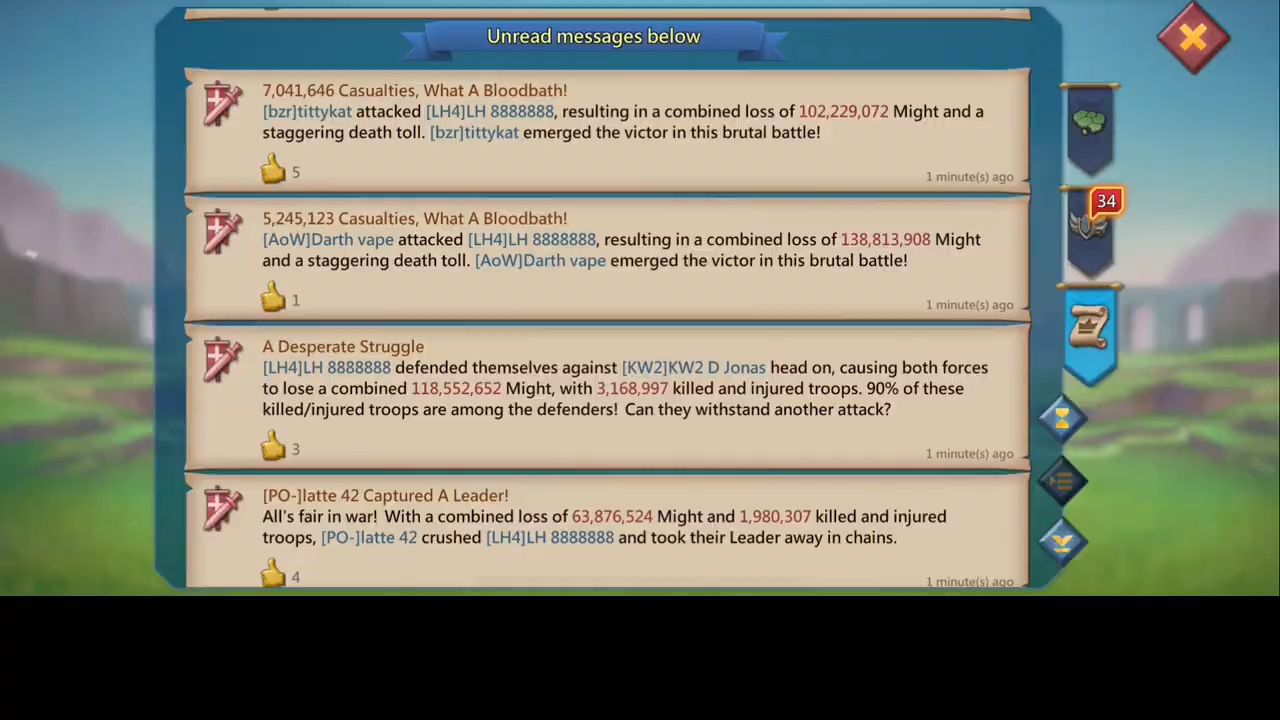 Unread messages below
7,041,646 Casualties, What A Bloodbath!
[bzr]tittykat attacked [LH4]LH 8888888, resulting in a combined loss of 102,229,072 Might and a
staggering death toll. [bzr]tittykat emerged the victor in this brutal battle!
5
1 minute(s) ago
34
5,245,123 Casualties, What A Bloodbath!
[AoW]Darth vape attacked [LH4]LH 8888888, resulting in a combined loss of 138,813,908 Might
and a staggering death toll. [AoW]Darth vape emerged the victor in this brutal battle!
1
1 minute(s) ago
A Desperate Struggle
[LH4]LH 8888888 defended themselves against [KW2]KW2 D Jonas head on, causing both forces
to lose a combined 118,552,652 Might, with 3,168,997 killed and injured troops. 90% of these
killed/injured troops are among the defenders! Can they withstand another attack?
3
1 minute(s) ago
[PO-]latte 42 Captured A Leader!
All's fair in war! With a combined loss of 63,876,524 Might and 1,980,307 killed and injured
troops, [PO-]latte 42 crushed [LH4]LH 8888888 and took their Leader away in chains.
4
1 minute(s) ago